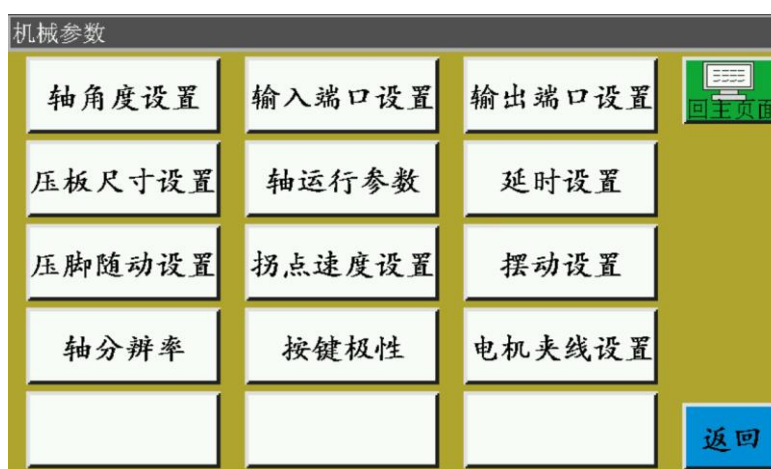 机械参数
轴角度设置 输入端口设置 输出端口设置 回主页面
压板尺寸设置 轴运行参数 延时设置
压脚随动设置 拐点速度设置 摆动设置
轴分辨率 按键极性 电机夹线设置
返回